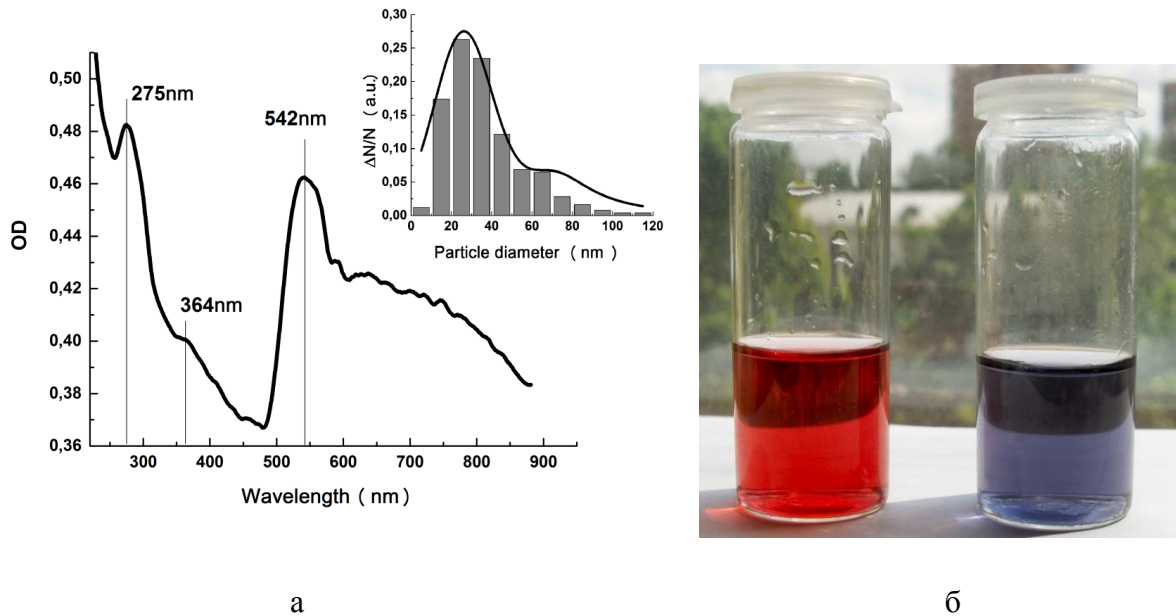 0,50
0,48
0,46
0,44
0,42
0,40
0,38
0,36
OD
275nm
364nm
542nm
300 400 500 600 700 800 900
Wavelength ( nm )
0,30
0,25
0,20
0,15
0,10
0,05
0,00
ΔN/N ( a.u. )
0 20 40 60 80 100 120
Particle diameter ( nm )
а
б